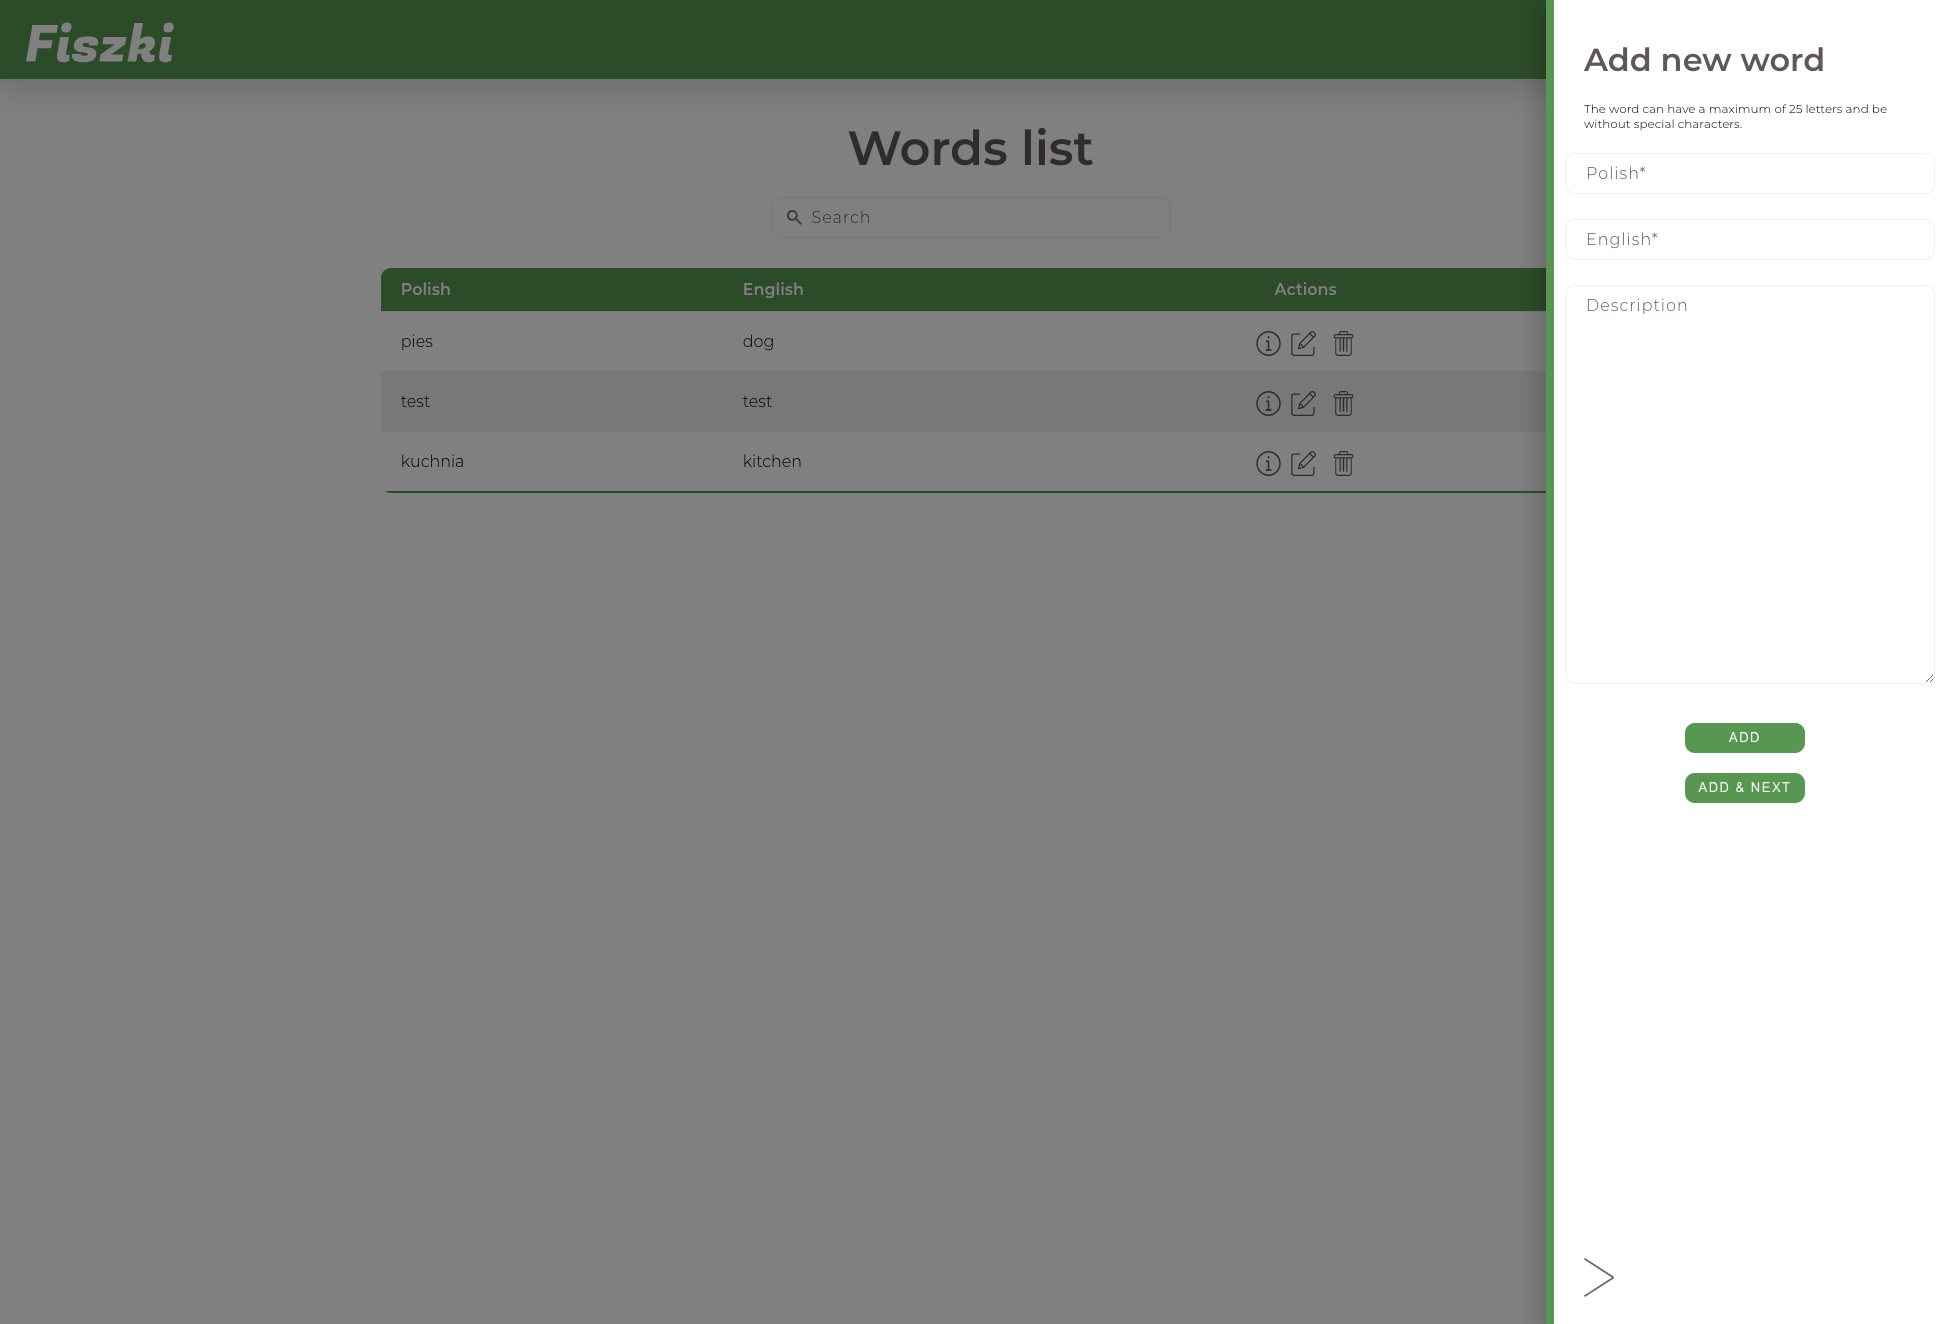 Fiszki
Words list
Search
Polish English Actions
pies dog
test test
kuchnia kitchen
Add new word
The word can have a maximum of 25 letters and be
without special characters.
Polish*
English*
Description
ADD
ADD & NEXT